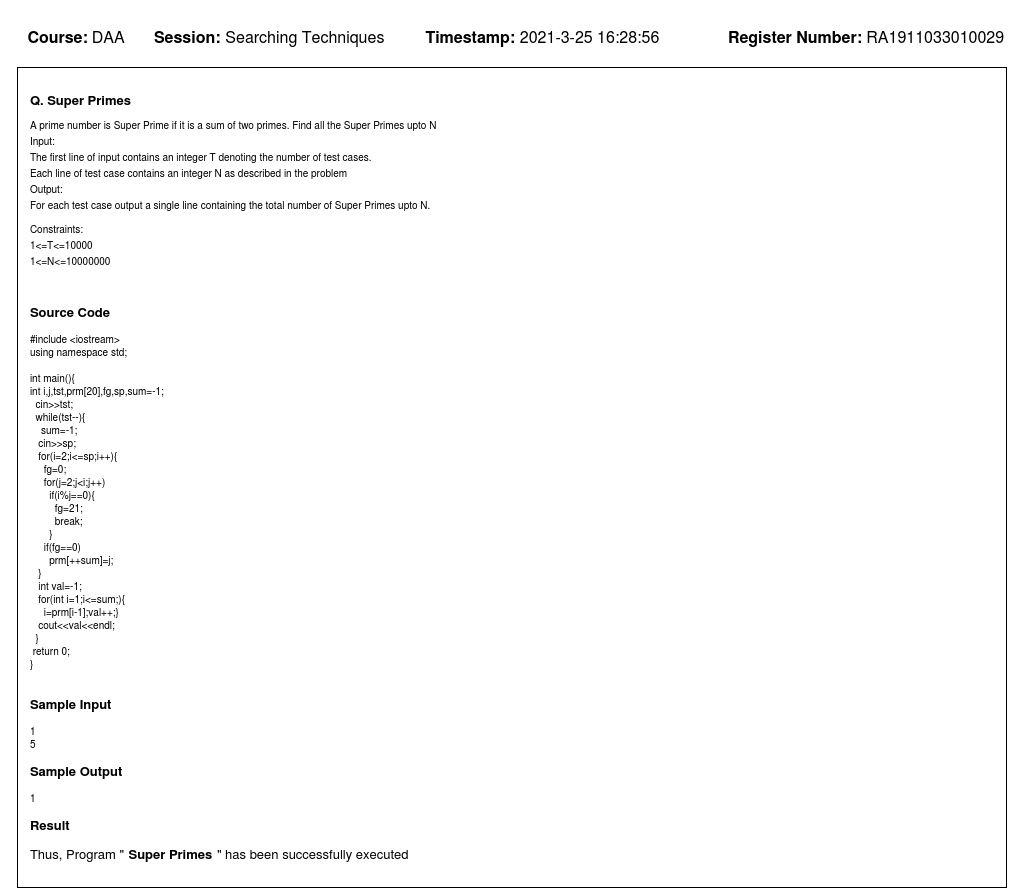 Course: DAA Session: Searching Techniques Timestamp: 2021-3-25 16:28:56 Register Number: RA1911033010029
Q. Super Primes
A prime number is Super Prime if it is a sum of two primes. Find all the Super Primes upto N
Input:
The first line of input contains an integer T denoting the number of test cases.
Each line of test case contains an integer N as described in the problem
Output:
For each test case output a single line containing the total number of Super Primes upto N.
Constraints:
1<=T<=10000
1<=N<=10000000
Source Code
#include <iostream>
using namespace std;
int main(){
int i,j,tst,prm[20],fg,sp,sum=-1;
cin>>tst;
while(tst--){
sum=-1;
cin>>sp;
for(i=2;i<=sp;i++){
fg=0;
for(j=2;j<i;j++)
if(i%j==0){
fg=21;
break;
}
if(fg==0)
prm[++sum]=j;
}
int val=-1;
for(int i=1;i<=sum;){
i=prm[i-1];val++;}
cout<<val<<endl;
}
return 0;
}
Sample Input
1
5
Sample Output
1
Result
Thus, Program " Super Primes " has been successfully executed